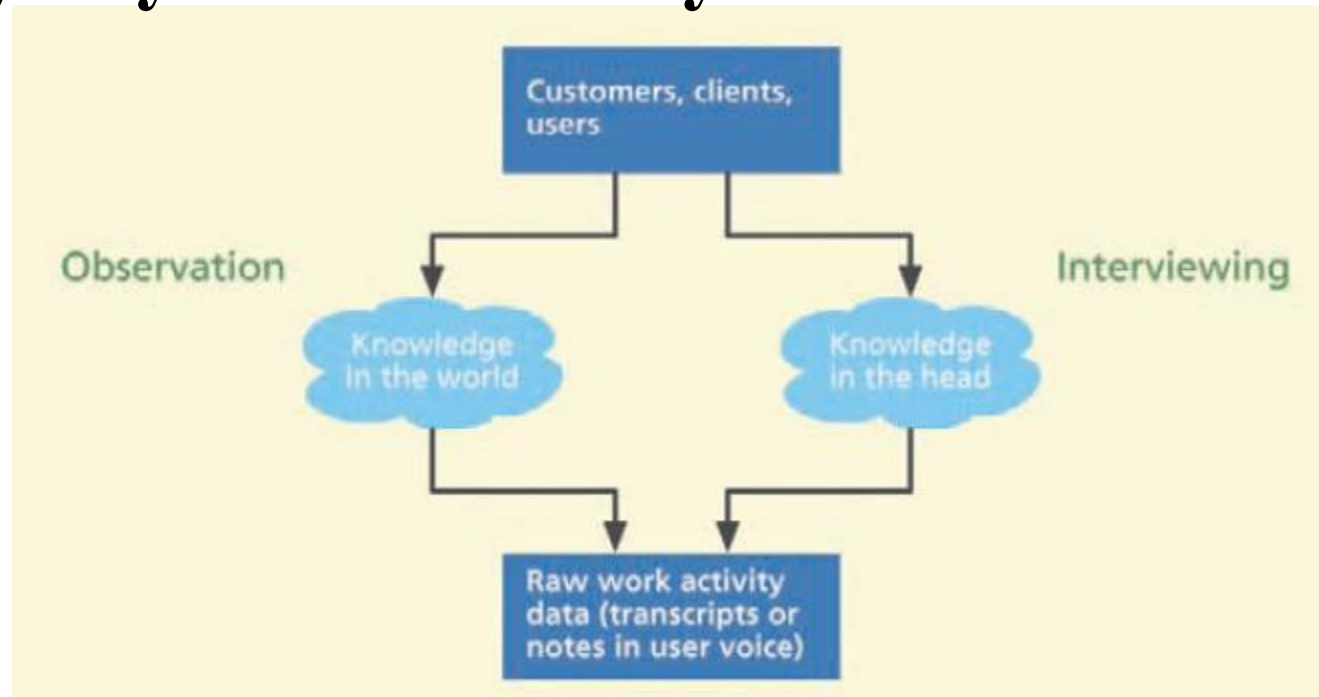 Customers, clients,
users
Observation
Interviewing
Knowledge
in the world
Knowledge
in the head
Raw work activity
data (transcripts or
notes in user voice)